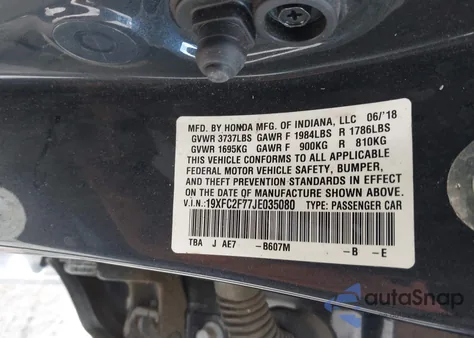 MFD. BY HONDA MFG. OF INDIANA, LLC 06/'18
GVWR 3737LBS GAWR F 1984LBS R 1786LBS
GVWR 1695KG GAWR F 900KG R 810KG
THIS VEHICLE CONFORMS TO ALL APPLICABLE
FEDERAL MOTOR VEHICLE SAFETY, BUMPER,
AND THEFT PREVENTION STANDARDS IN EFFECT
ON THE DATE OF MANUFACTURE SHOWN ABOVE.
V.I.N.:19XFC2F77JE035080 TYPE: PASSENGER CAR
TBA J AE7 -B607M -B -E
autoSnap